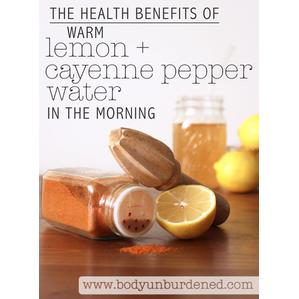 THE HEALTH BENEFITS OF
WARM
lemon +
cayenne pepper
water
IN THE MORNING
www.bodyunburdened.com